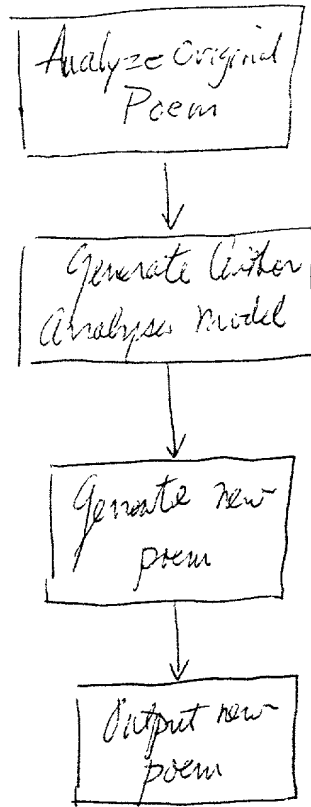 Analyze Original
Poem
Generate Author
Analysis Model
Generate new
poem
Output new
poem